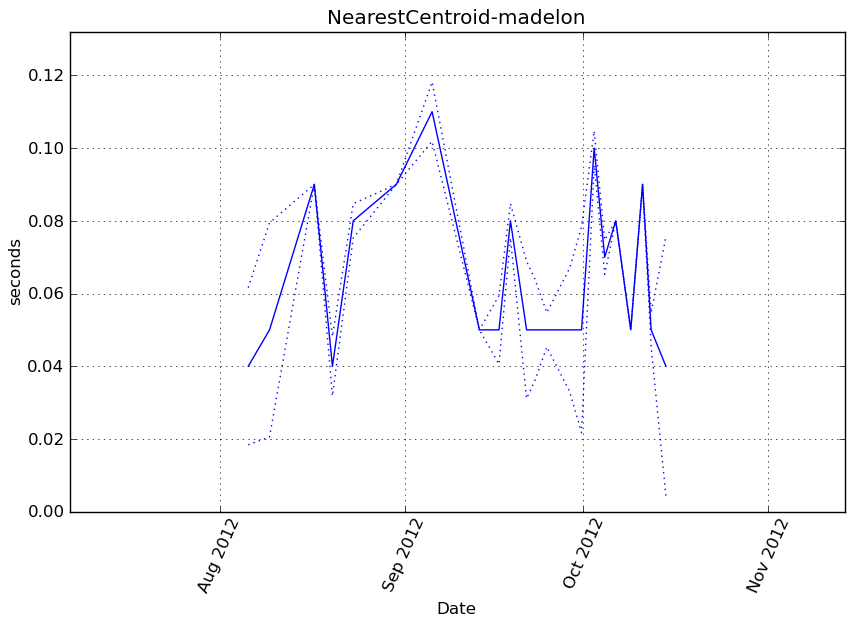 NearestCentroid-madelon
0.12
0.10
0.08
0.06
0.04
0.02
0.00
seconds
Aug 2012
Sep 2012
Oct 2012
Nov 2012
Date